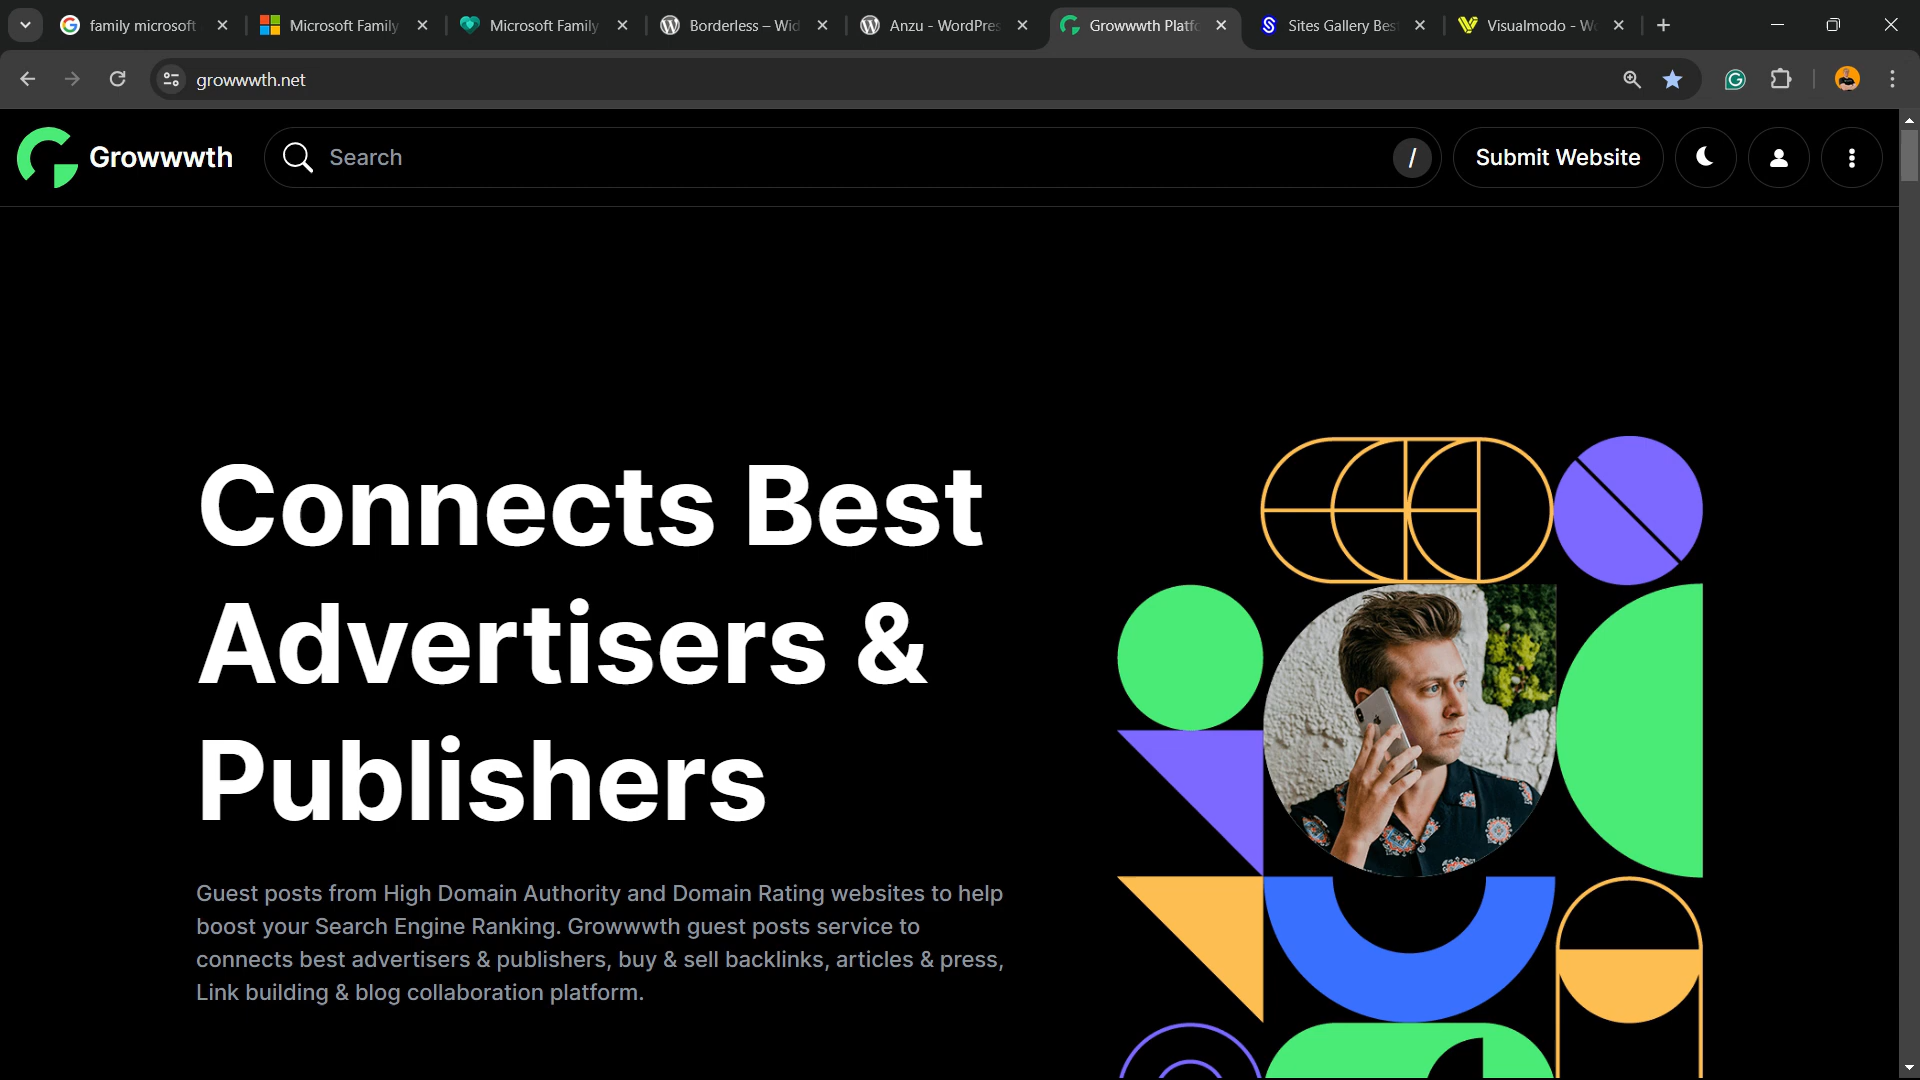 family microsoft
Microsoft Family
Microsoft Family
Borderless – Wid
Anzu - WordPres
Growwwth Platfo
Sites Gallery Bes
Visualmodo - Wo
growwwth.net
Growwwth
Search
/
Submit Website
Connects Best
Advertisers &
Publishers
Guest posts from High Domain Authority and Domain Rating websites to help
boost your Search Engine Ranking. Growwwth guest posts service to
connects best advertisers & publishers, buy & sell backlinks, articles & press,
Link building & blog collaboration platform.